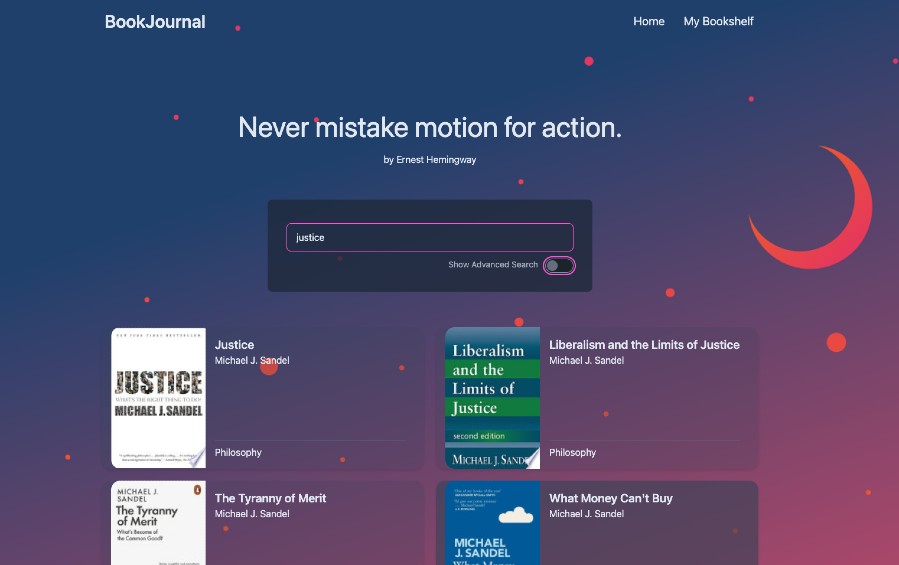 BookJournal
Home
My Bookshelf
Never mistake motion for action.
by Ernest Hemingway
justice
Show Advanced Search
NEW YORK TIMES BESTSELLER
JUSTICE
WHAT'S THE RIGHT THING TO DO?
MICHAEL J. SANDEL
Justice
Michael J. Sandel
Philosophy
Liberalism
and the
Limits of
Justice
second edition
MICHAEL J. SANDEL
Liberalism and the Limits of Justice
Michael J. Sandel
Philosophy
MICHAEL J.
SANDEL
The Tyranny
of Merit
What's Become of
the Common Good?
The Tyranny of Merit
Michael J. Sandel
MICHAEL
J. SANDEL
What Money
What Money Can't Buy
Michael J. Sandel